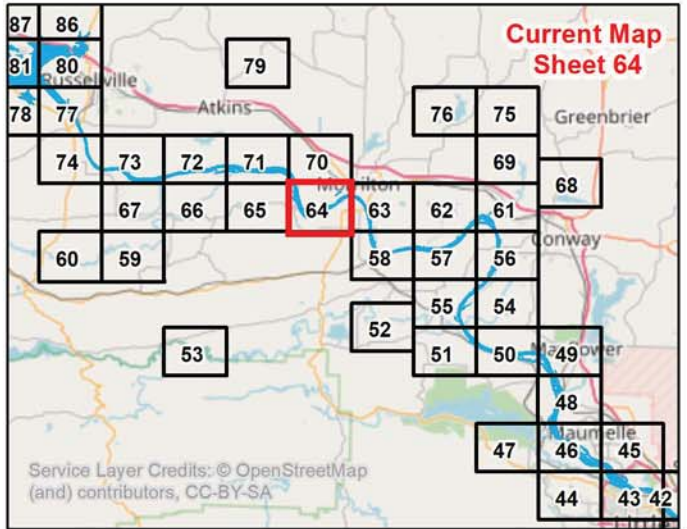 87 86
Current Map
Sheet 64
81 80 79
Russellville
78 77 Atkins 76 75 Greenbrier
74 73 72 71 70 69
68
67 66 65 64 63 62 61
Conway
60 59 58 57 56
55 54
52
53 51 50 49
48
Maumelle
47 46 45
Service Layer Credits: © OpenStreetMap
(and) contributors, CC-BY-SA
44 43 42